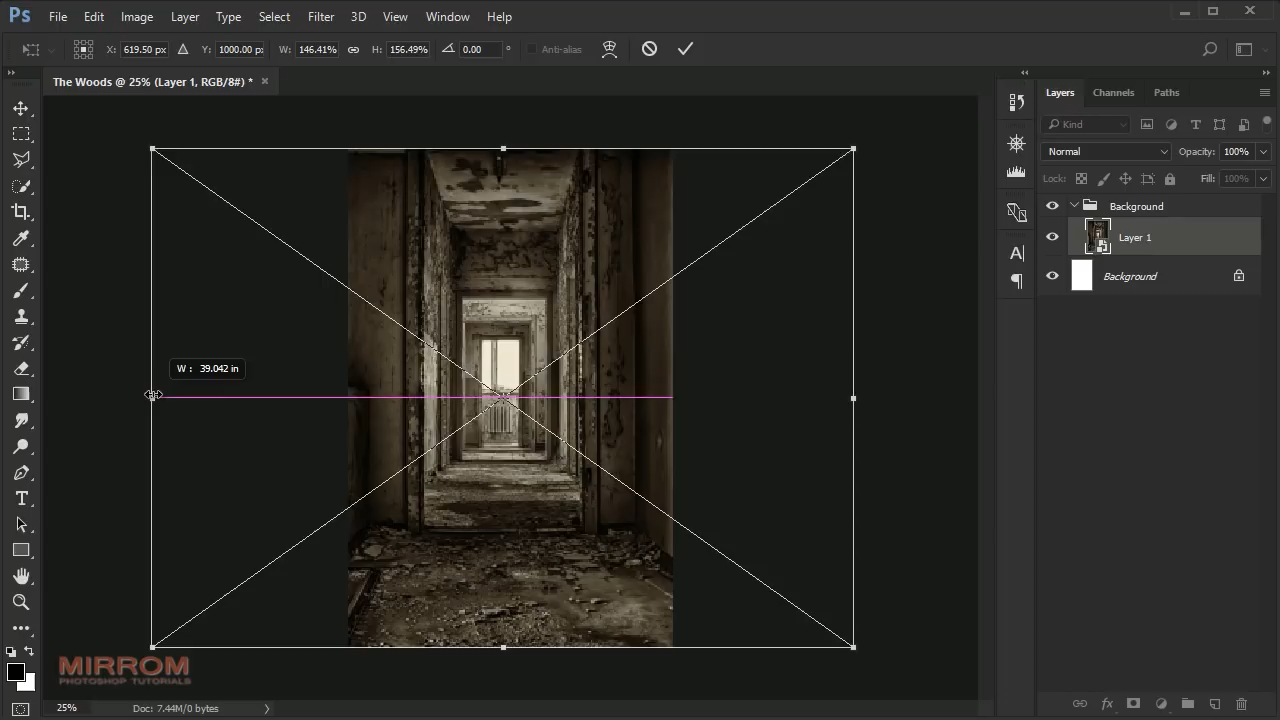 Ps File Edit Image Layer Type Select Filter 3D View Window Help
X: 619.50 px Y: 1000.00 px W: 146.41% H: 156.49% 0.00 ° Anti-alias
The Woods @ 25% (Layer 1, RGB/8#) * ×
Layers Channels Paths
Kind
Normal Opacity: 100%
Lock: Fill: 100%
Background
Layer 1
Background
W : 39.042 in
MIRROM
PHOTOSHOP TUTORIALS
25% Doc: 7.44M/0 bytes